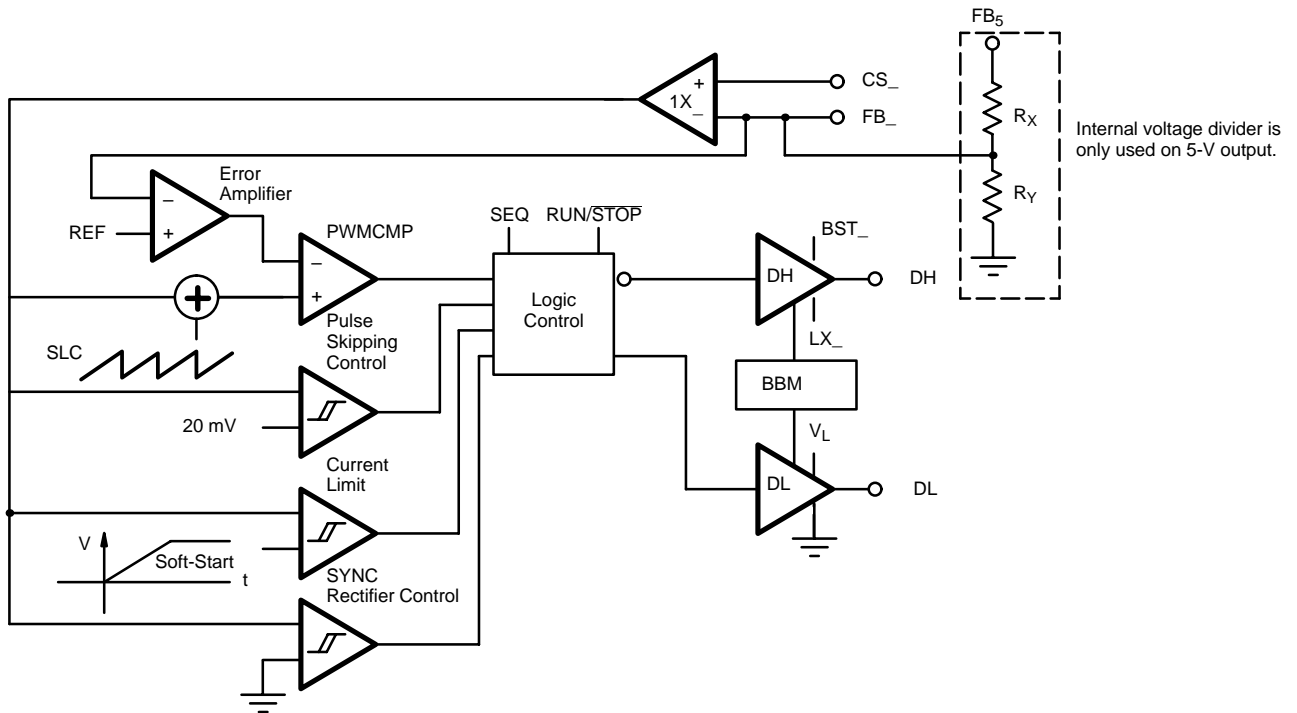 FB5
CS_
1X
+
–
FB_
RX
Internal voltage divider is
only used on 5-V output.
RY
Error
Amplifier
–
REF
+
PWMCMP
SEQ
RUN/STOP
BST_
–
+
DH
DH
Logic
Control
LX_
SLC
+
Pulse
Skipping
Control
BBM
20 mV
VL
Current
Limit
DL
DL
V
Soft-Start
t
SYNC
Rectifier Control